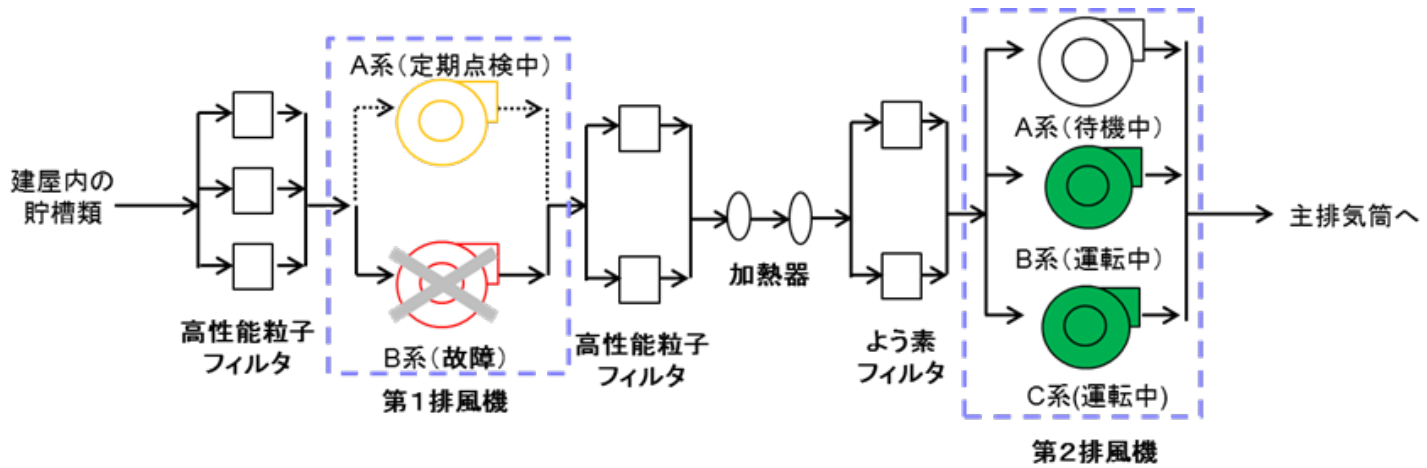 建屋内の
貯槽類
高性能粒子
フィルタ
A系（定期点検中）
B系（故障）
第1排風機
高性能粒子
フィルタ
加熱器
よう素
フィルタ
A系（待機中）
B系（運転中）
C系(運転中)
第2排風機
主排気筒へ